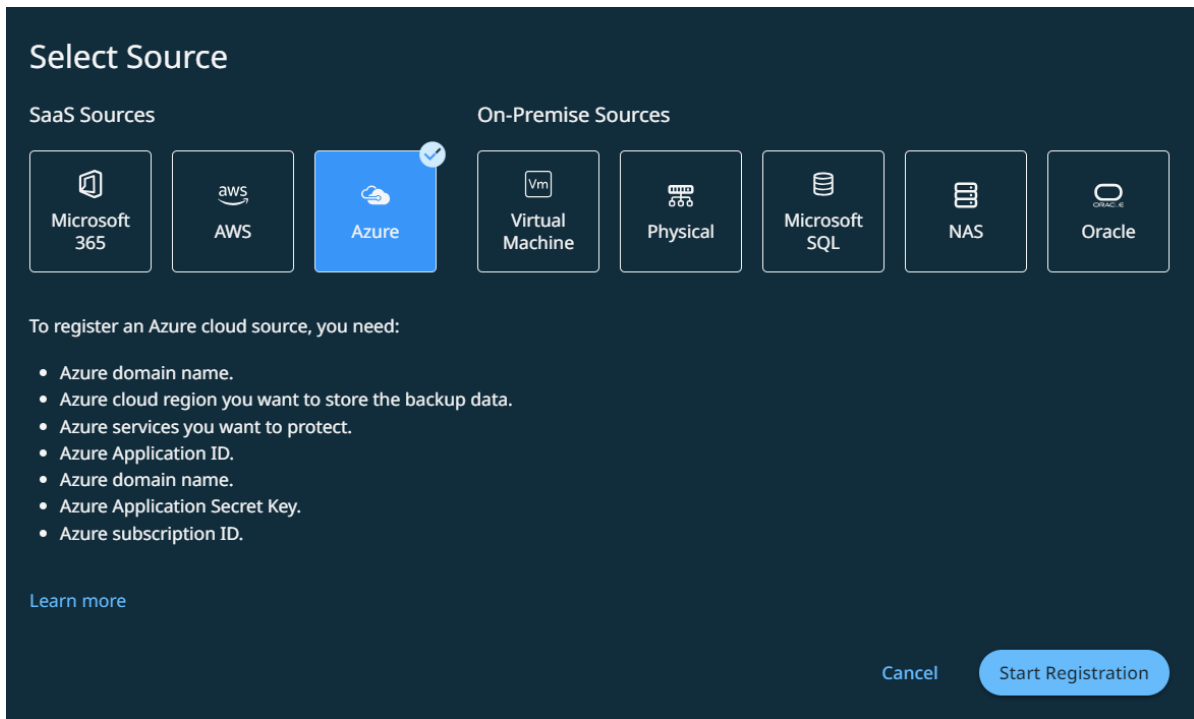 Select Source
SaaS Sources
On-Premise Sources
Microsoft
365
aws
AWS
Azure
Vm
Virtual
Machine
Physical
Microsoft
SQL
NAS
ORACLE
Oracle
To register an Azure cloud source, you need:
• Azure domain name.
• Azure cloud region you want to store the backup data.
• Azure services you want to protect.
• Azure Application ID.
• Azure domain name.
• Azure Application Secret Key.
• Azure subscription ID.
Learn more
Cancel
Start Registration